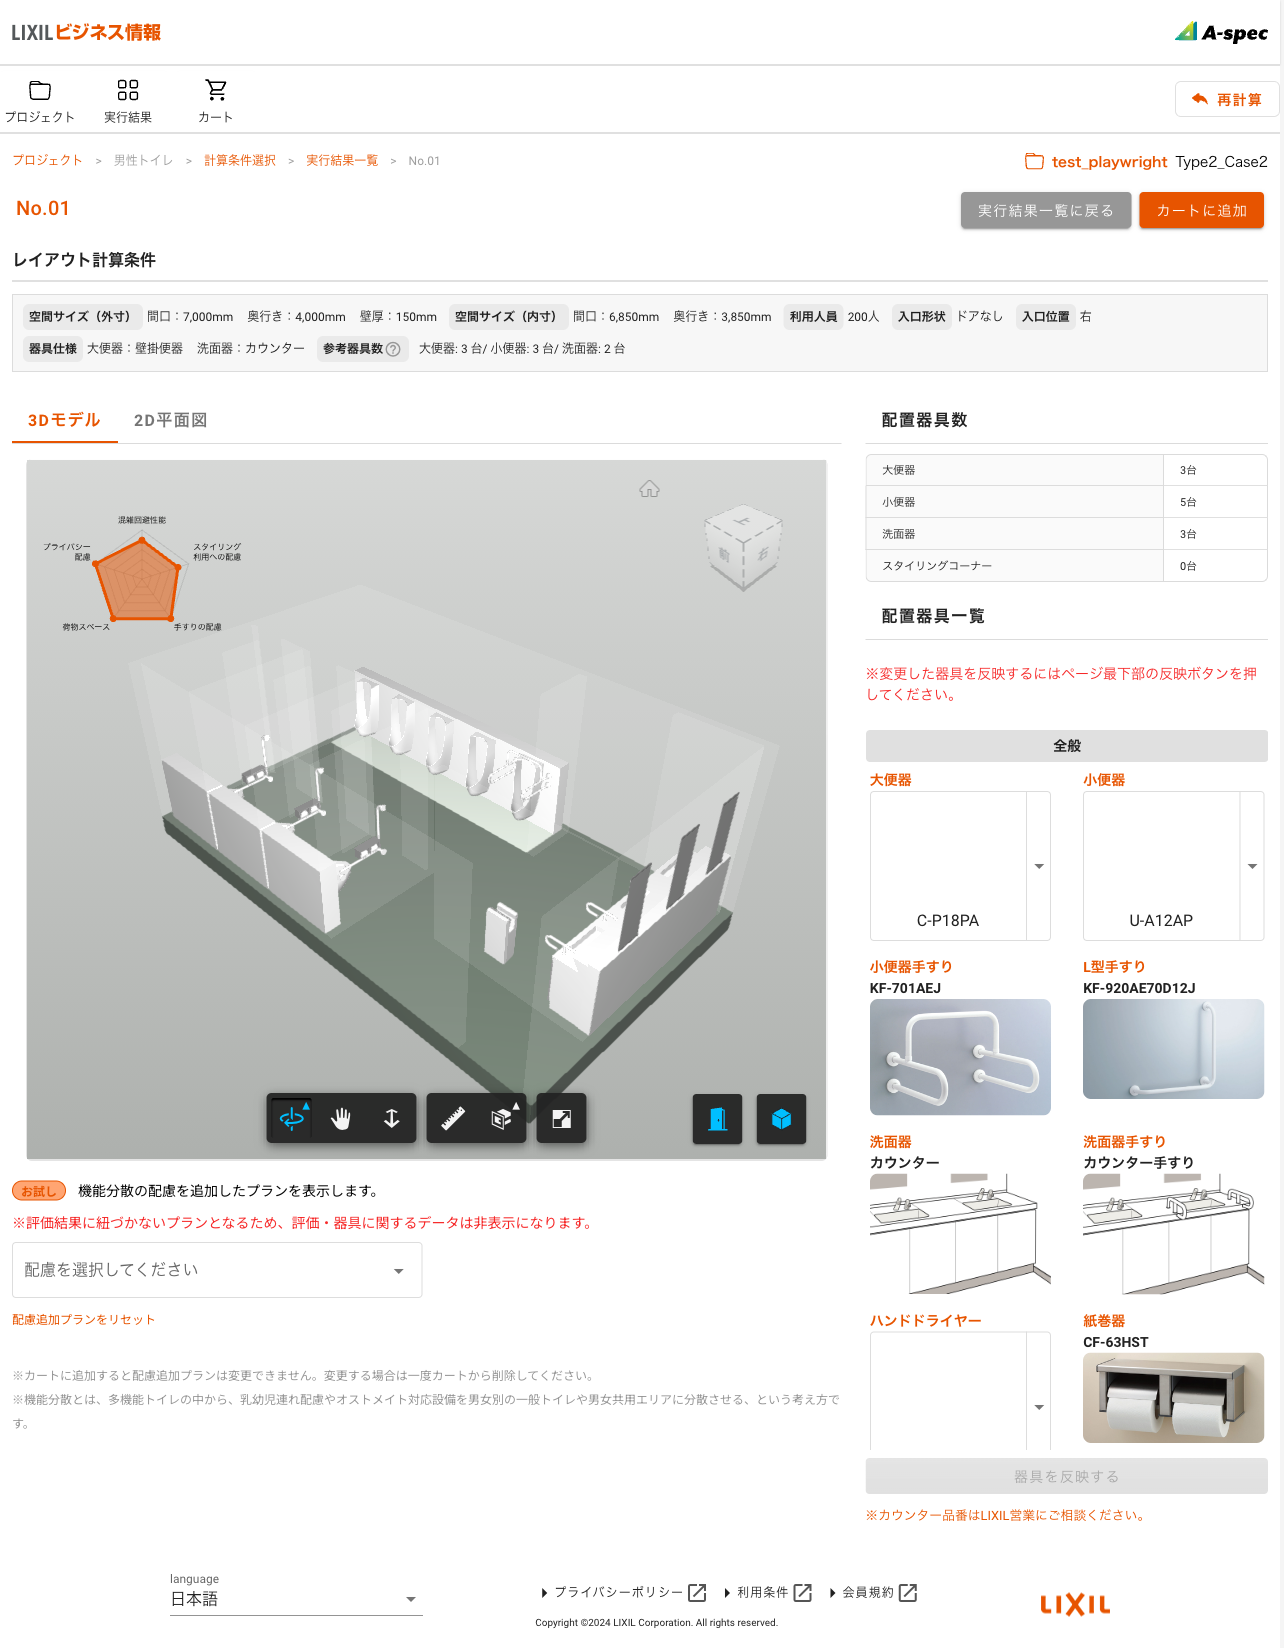 LIXILビジネス情報
A-spec
プロジェクト
実行結果
カート
再計算
プロジェクト > 男性トイレ > 計算条件選択 > 実行結果一覧 > No.01
test_playwright Type2_Case2
No.01
実行結果一覧に戻る
カートに追加
レイアウト計算条件
空間サイズ（外寸） 間口：7,000mm 奥行き：4,000mm 壁厚：150mm 空間サイズ（内寸） 間口：6,850mm 奥行き：3,850mm 利用人員 200人 入口形状 ドアなし 入口位置 右
器具仕様 大便器：壁掛便器 洗面器：カウンター 参考器具数 大便器: 3 台/ 小便器: 3 台/ 洗面器: 2 台
3Dモデル
2D平面図
混雑回避性能
プライバシー
配慮
スタイリング
利用への配慮
荷物スペース
手すりの配慮
上
前
右
お試し 機能分散の配慮を追加したプランを表示します。
※評価結果に紐づかないプランとなるため、評価・器具に関するデータは非表示になります。
配慮を選択してください
配慮追加プランをリセット
※カートに追加すると配慮追加プランは変更できません。変更する場合は一度カートから削除してください。
※機能分散とは、多機能トイレの中から、乳幼児連れ配慮やオストメイト対応設備を男女別の一般トイレや男女共用エリアに分散させる、という考え方で
す。
配置器具数
大便器 3台
小便器 5台
洗面器 3台
スタイリングコーナー 0台
配置器具一覧
※変更した器具を反映するにはページ最下部の反映ボタンを押
してください。
全般
大便器
C-P18PA
小便器
U-A12AP
小便器手すり
KF-701AEJ
L型手すり
KF-920AE70D12J
洗面器
カウンター
洗面器手すり
カウンター手すり
ハンドドライヤー
紙巻器
CF-63HST
器具を反映する
※カウンター品番はLIXIL営業にご相談ください。
language
日本語
プライバシーポリシー
利用条件
会員規約
Copyright ©2024 LIXIL Corporation. All rights reserved.
LIXIL